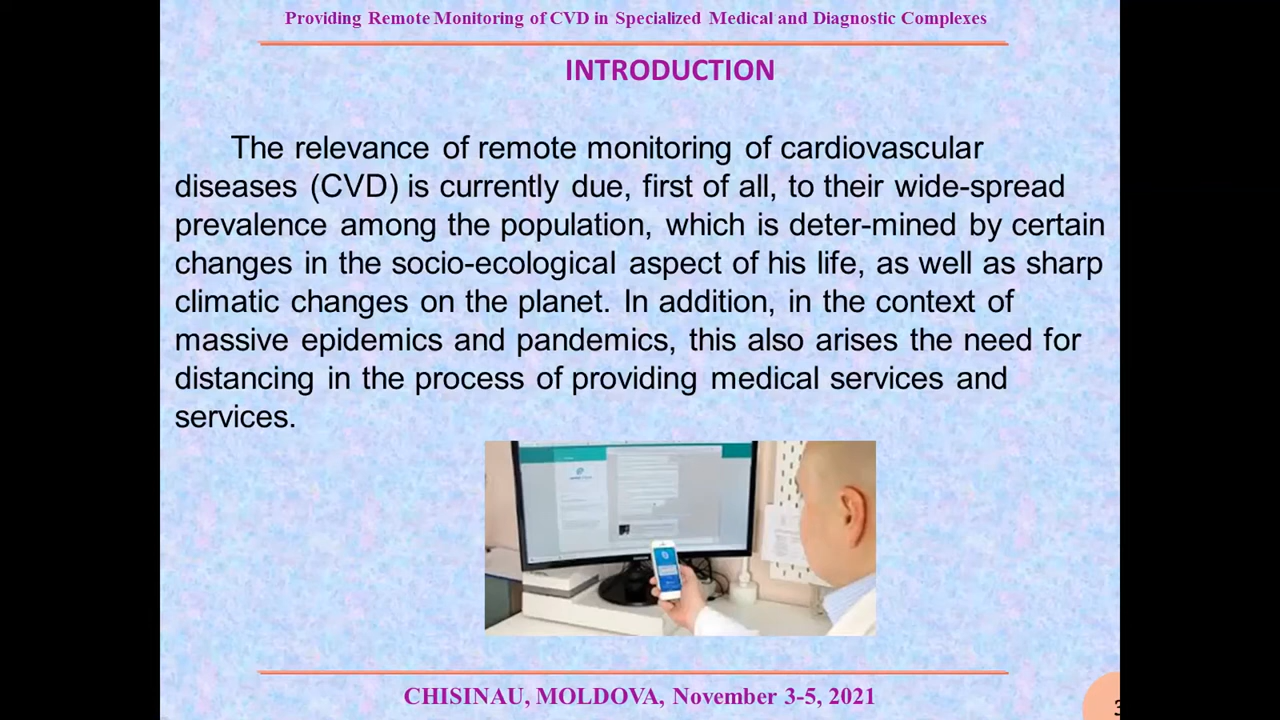 Providing Remote Monitoring of CVD in Specialized Medical and Diagnostic Complexes
INTRODUCTION
The relevance of remote monitoring of cardiovascular
diseases (CVD) is currently due, first of all, to their wide-spread
prevalence among the population, which is deter-mined by certain
changes in the socio-ecological aspect of his life, as well as sharp
climatic changes on the planet. In addition, in the context of
massive epidemics and pandemics, this also arises the need for
distancing in the process of providing medical services and
services.
CHISINAU, MOLDOVA, November 3-5, 2021
3